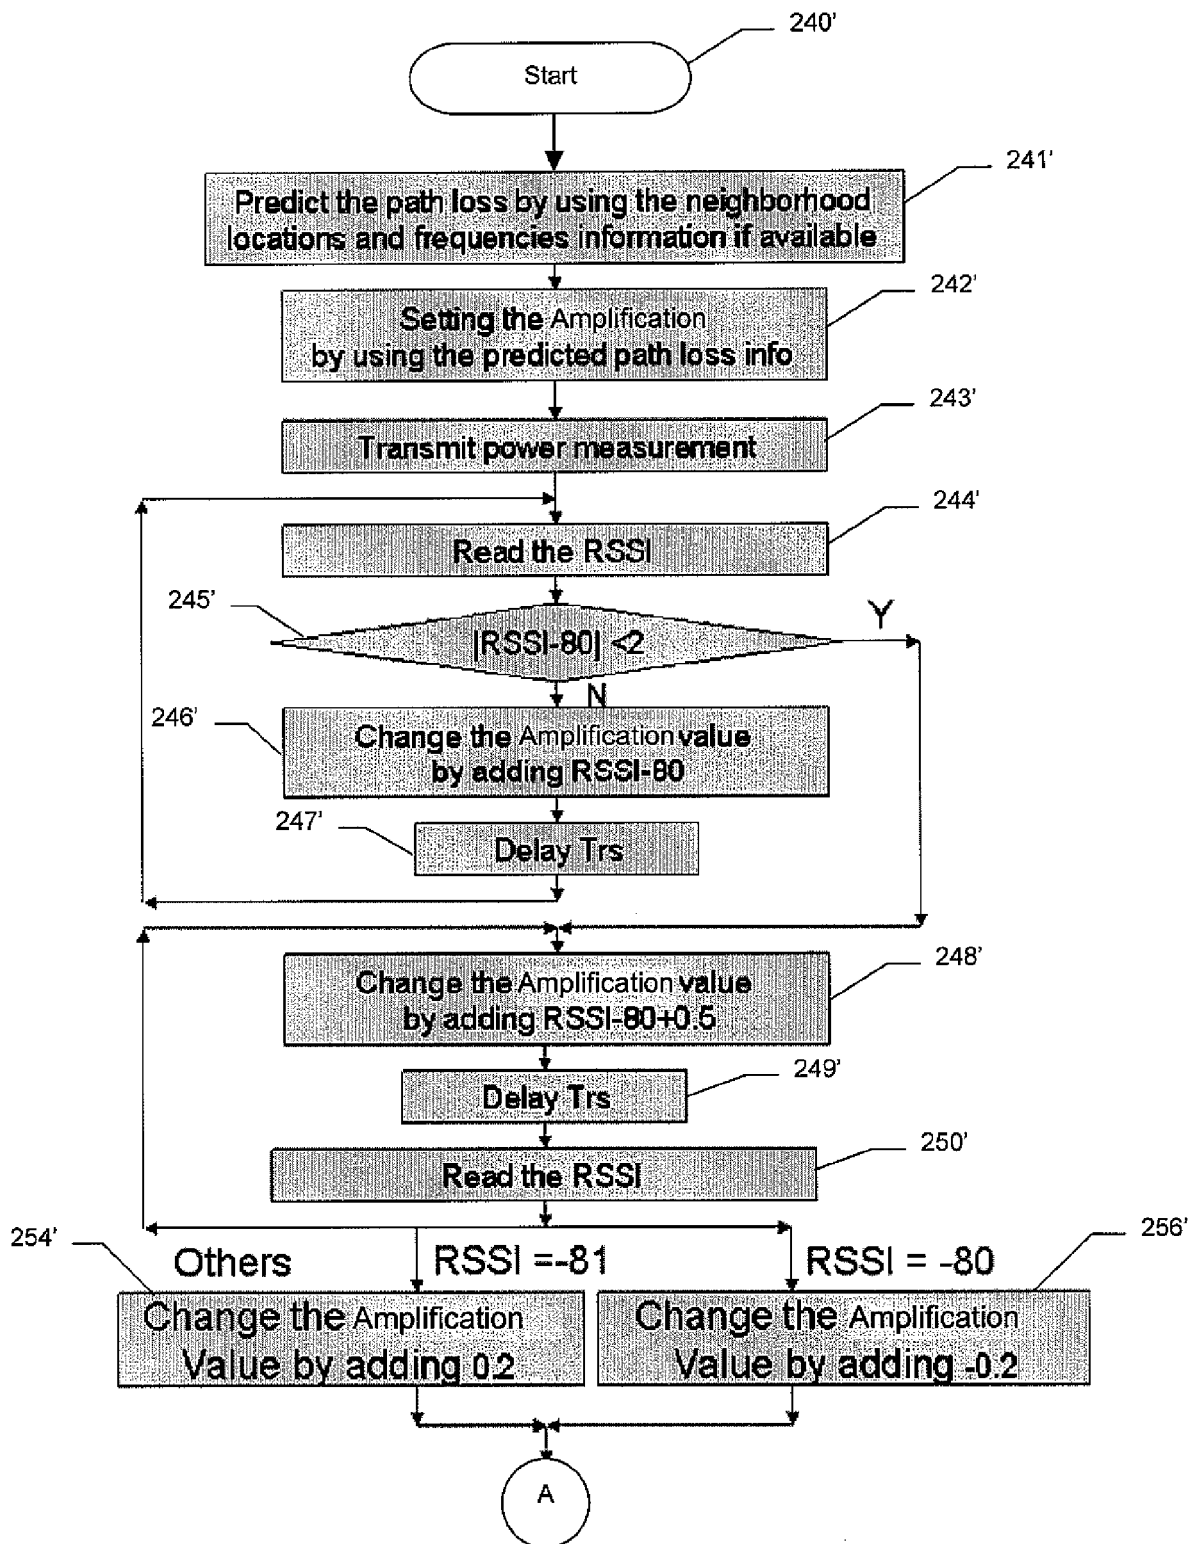 240'
Start
241'
Predict the path loss by using the neighborhood
locations and frequencies information if available
242'
Setting the Amplification
by using the predicted path loss info
243'
Transmit power measurement
244'
Read the RSSI
245'
|RSSI-80| <2
Y
N
246'
Change the Amplification value
by adding RSSI-80
247'
Delay Trs
248'
Change the Amplification value
by adding RSSI-80+0.5
249'
Delay Trs
250'
Read the RSSI
254'
Others
RSSI =-81
RSSI = -80
256'
Change the Amplification
Value by adding 0.2
Change the Amplification
Value by adding -0.2
A